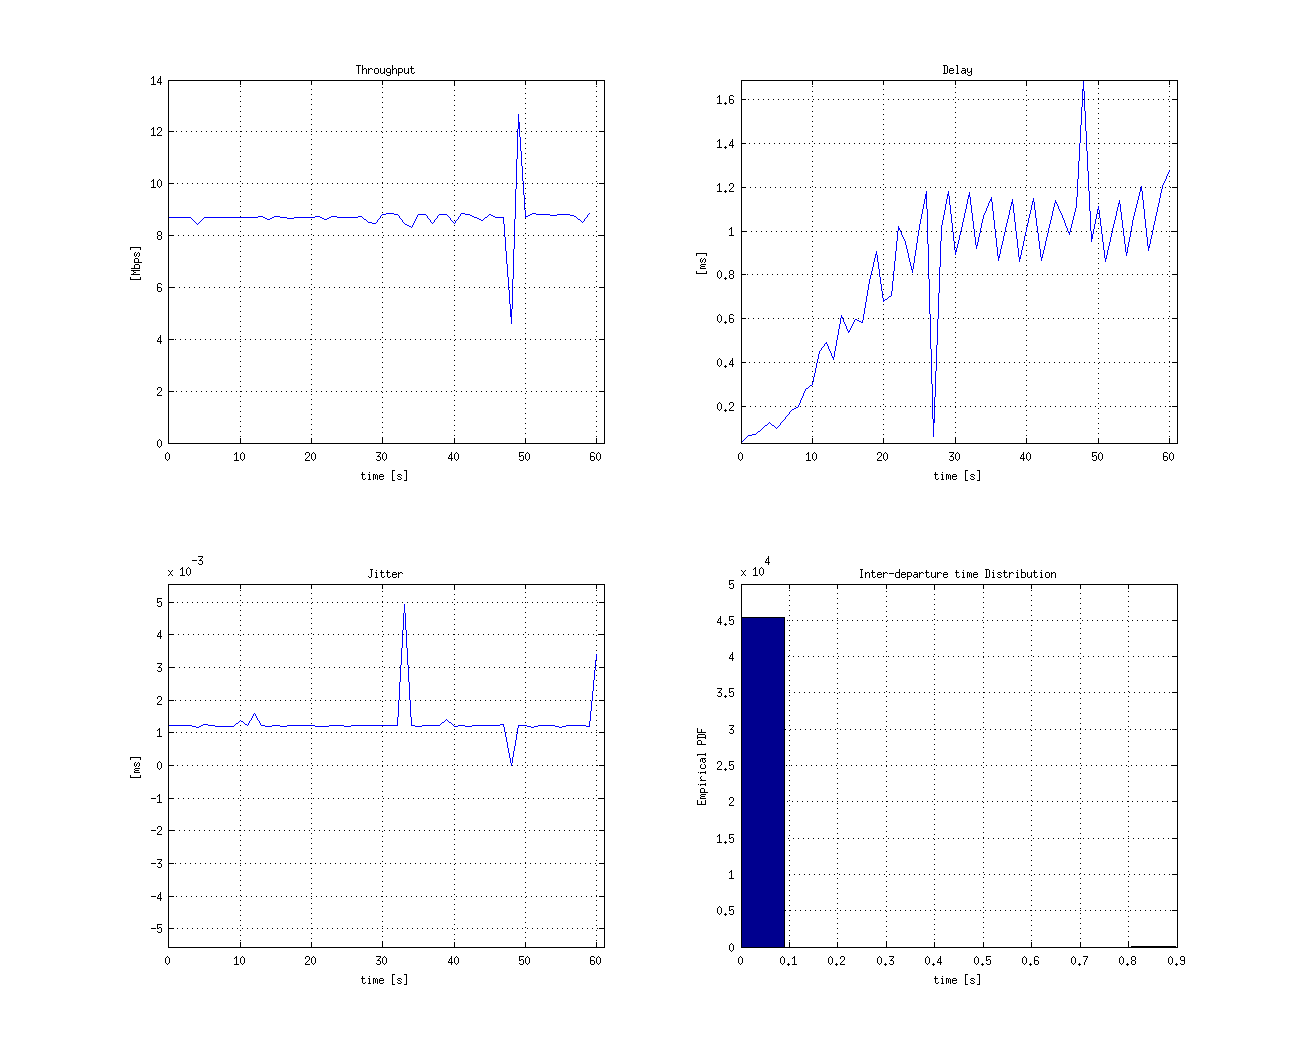 Throughput
14
12
10
8
6
4
2
0
[Mbps]
0 10 20 30 40 50 60
time [s]
Delay
1.6
1.4
1.2
1
0.8
0.6
0.4
0.2
[ms]
0 10 20 30 40 50 60
time [s]
x 10 -3
Jitter
5
4
3
2
1
0
-1
-2
-3
-4
-5
[ms]
0 10 20 30 40 50 60
time [s]
x 10 4
Inter-departure time Distribution
5
4.5
4
3.5
3
2.5
2
1.5
1
0.5
0
Empirical PDF
0 0.1 0.2 0.3 0.4 0.5 0.6 0.7 0.8 0.9
time [s]